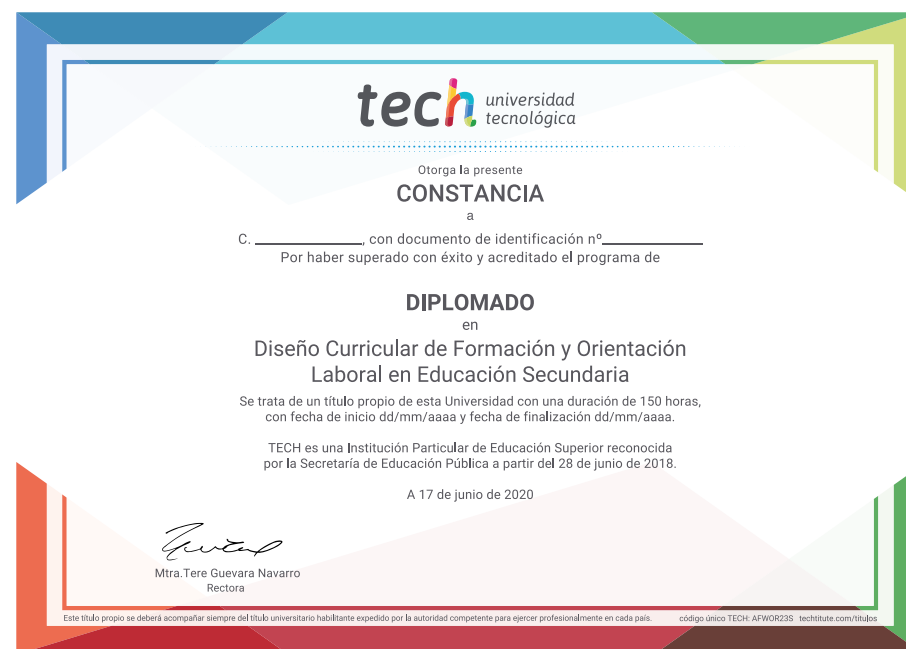 tech universidad
tecnológica
Otorga la presente
CONSTANCIA
a
C. ______________, con documento de identificación nº______________
Por haber superado con éxito y acreditado el programa de
DIPLOMADO
en
Diseño Curricular de Formación y Orientación
Laboral en Educación Secundaria
Se trata de un título propio de esta Universidad con una duración de 150 horas,
con fecha de inicio dd/mm/aaaa y fecha de finalización dd/mm/aaaa.
TECH es una Institución Particular de Educación Superior reconocida
por la Secretaría de Educación Pública a partir del 28 de junio de 2018.
A 17 de junio de 2020
Mtra.Tere Guevara Navarro
Rectora
Este título propio se deberá acompañar siempre del título universitario habilitante expedido por la autoridad competente para ejercer profesionalmente en cada país. código único TECH: AFWOR23S techtitute.com/titulos